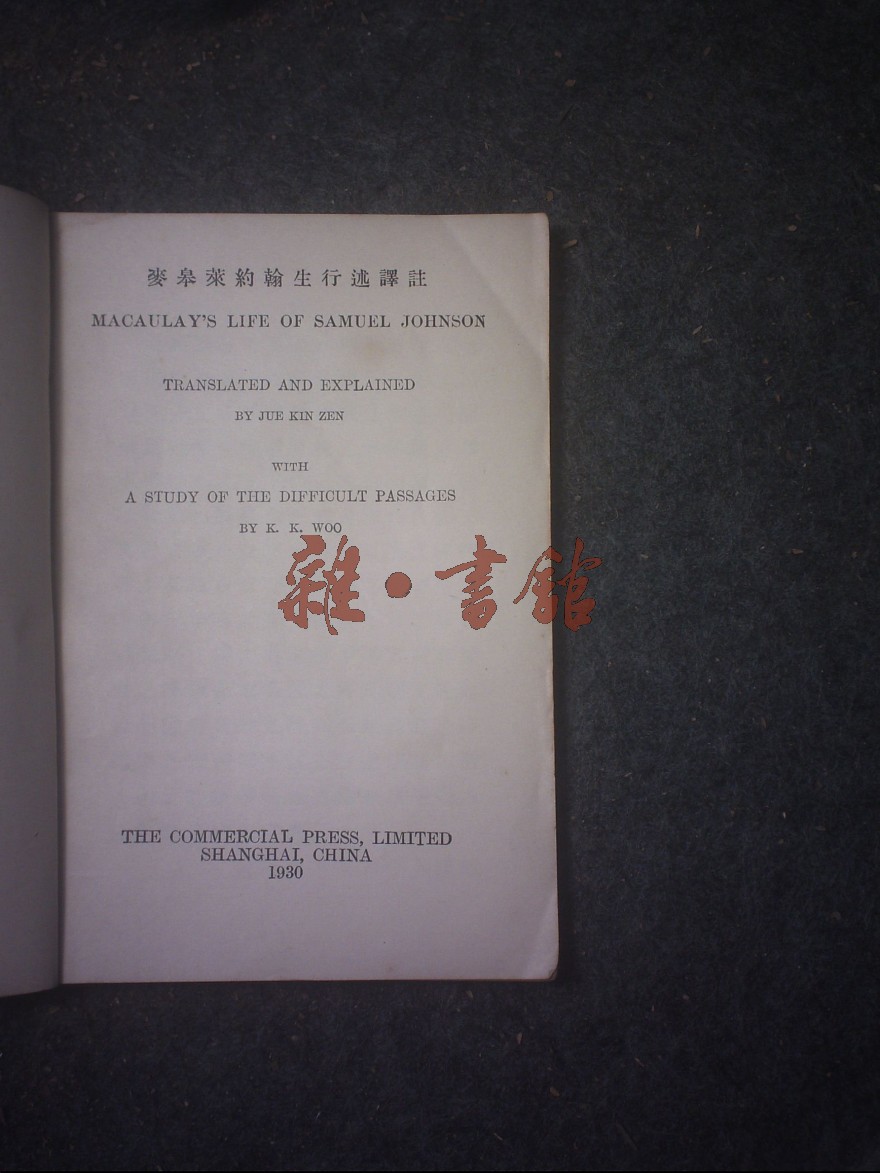 麥皋萊約翰生行述譯註
MACAULAY'S LIFE OF SAMUEL JOHNSON
TRANSLATED AND EXPLAINED
BY JUE KIN ZEN
WITH
A STUDY OF THE DIFFICULT PASSAGES
BY K. K. WOO
雜·書館
THE COMMERCIAL PRESS, LIMITED
SHANGHAI, CHINA
1930